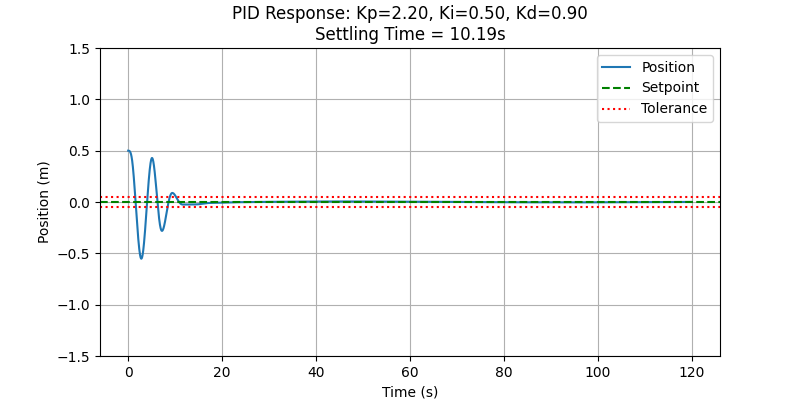 PID Response: Kp=2.20, Ki=0.50, Kd=0.90
Settling Time = 10.19s
1.5
1.0
0.5
0.0
−0.5
−1.0
−1.5
Position (m)
Position
Setpoint
Tolerance
0 20 40 60 80 100 120
Time (s)